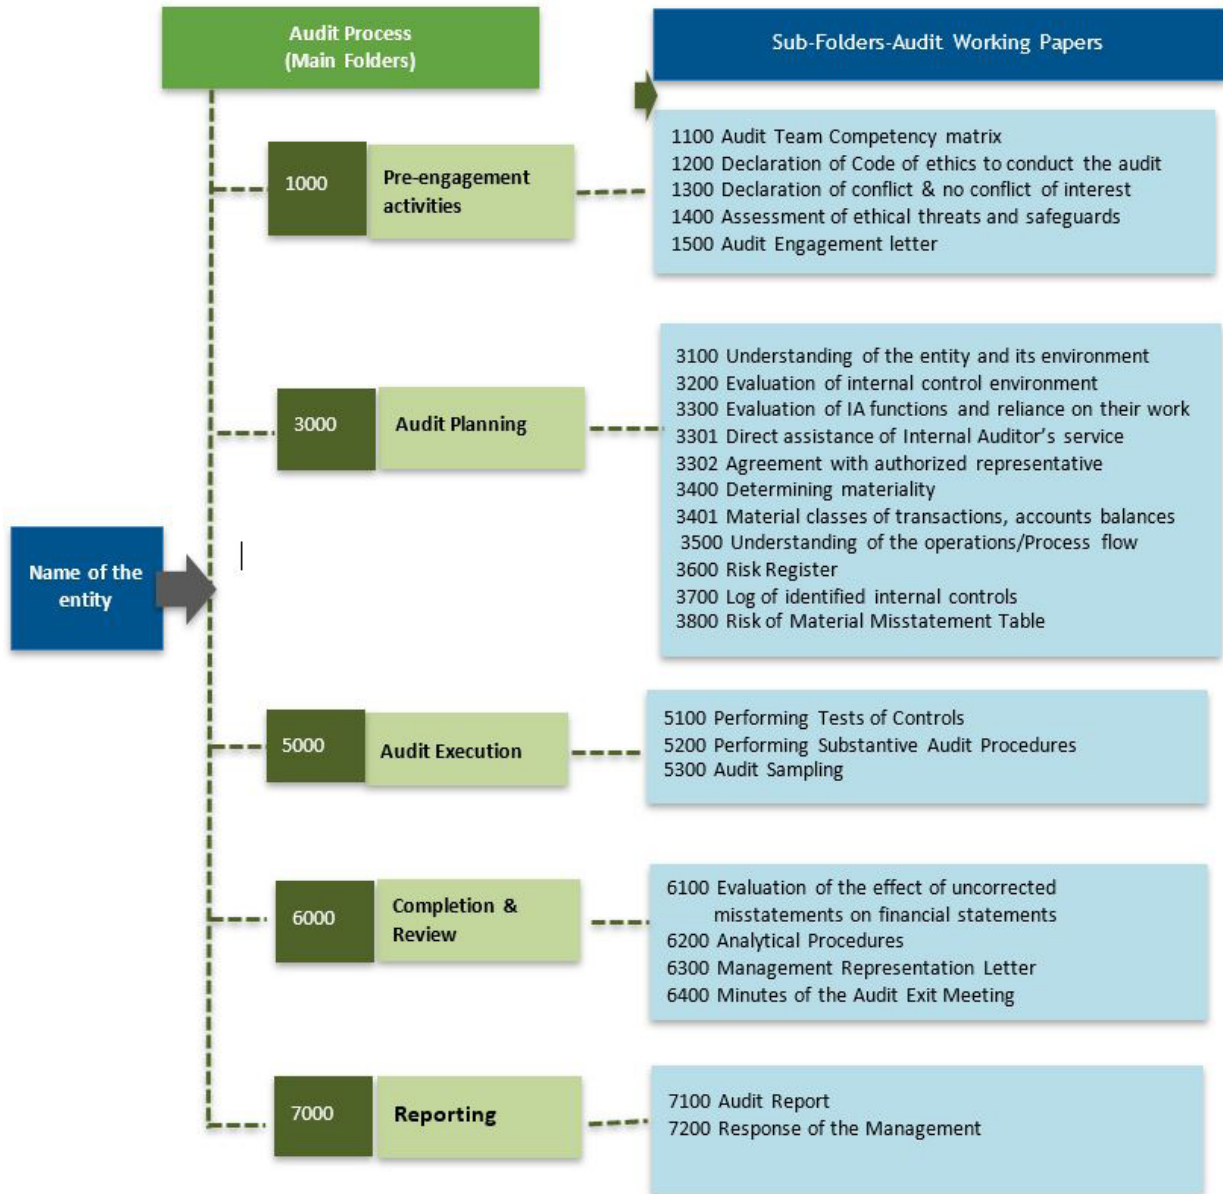 Audit Process
(Main Folders)
Sub-Folders-Audit Working Papers
1000
Pre-engagement
activities
1100 Audit Team Competency matrix
1200 Declaration of Code of ethics to conduct the audit
1300 Declaration of conflict & no conflict of interest
1400 Assessment of ethical threats and safeguards
1500 Audit Engagement letter
3000
Audit Planning
3100 Understanding of the entity and its environment
3200 Evaluation of internal control environment
3300 Evaluation of IA functions and reliance on their work
3301 Direct assistance of Internal Auditor's service
3302 Agreement with authorized representative
3400 Determining materiality
3401 Material classes of transactions, accounts balances
3500 Understanding of the operations/Process flow
3600 Risk Register
3700 Log of identified internal controls
3800 Risk of Material Misstatement Table
Name of the
entity
5000
Audit Execution
5100 Performing Tests of Controls
5200 Performing Substantive Audit Procedures
5300 Audit Sampling
6000
Completion &
Review
6100 Evaluation of the effect of uncorrected
misstatements on financial statements
6200 Analytical Procedures
6300 Management Representation Letter
6400 Minutes of the Audit Exit Meeting
7000
Reporting
7100 Audit Report
7200 Response of the Management